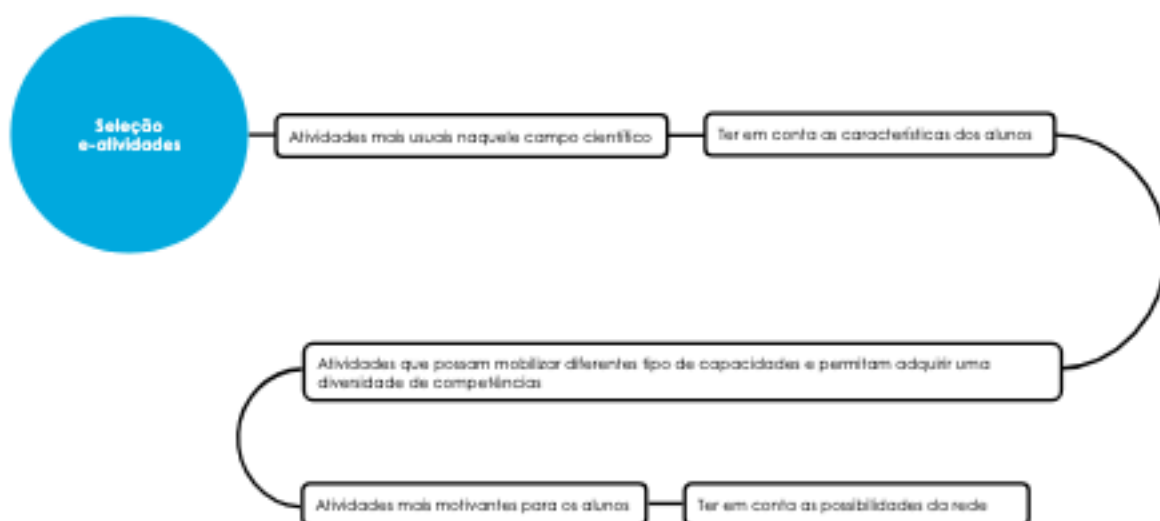 Seleção
e-atividades
Atividades mais usuais naquele campo científico
Ter em conta as características dos alunos
Atividades que possam mobilizar diferentes tipo de capacidades e permitam adquirir uma
diversidade de competências
Atividades mais motivantes para os alunos
Ter em conta as possibilidades da rede